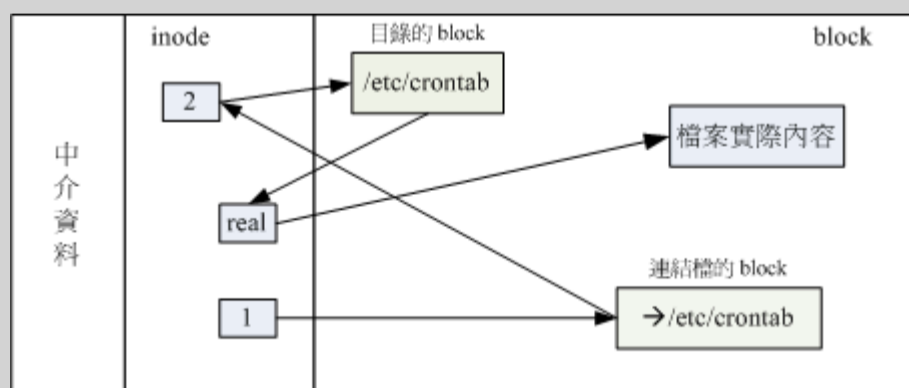 中介資料
inode
2
real
1
目錄的 block
/etc/crontab
block
檔案實際內容
連結檔的 block
→/etc/crontab